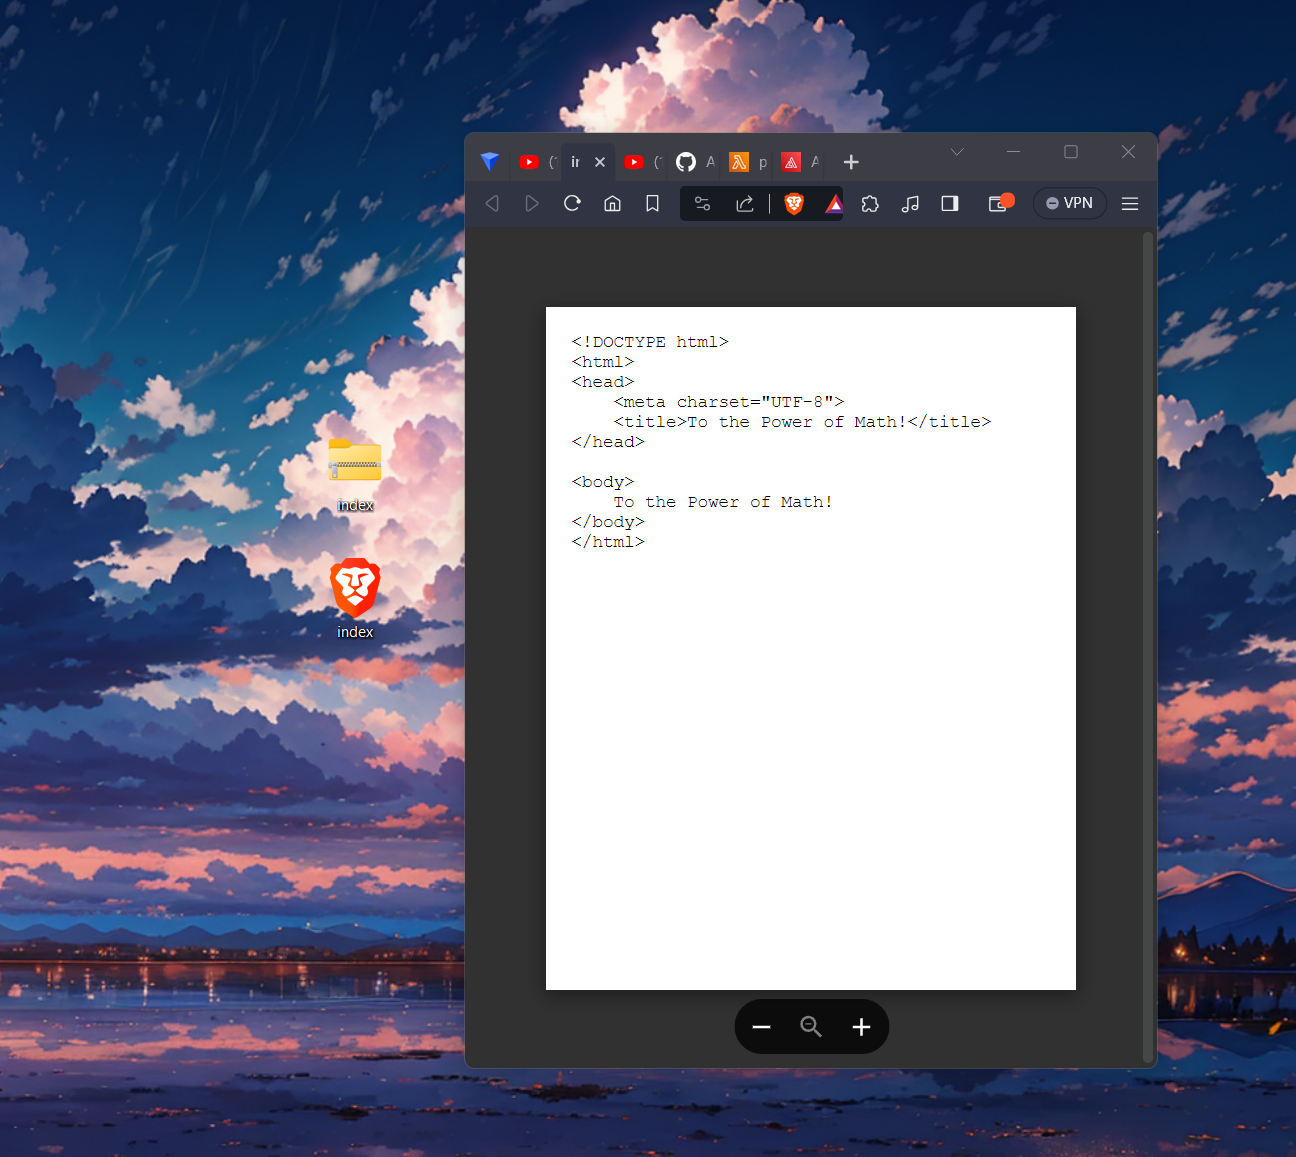 ir
A
p
A
VPN
<!DOCTYPE html>
<html>
<head>
    <meta charset="UTF-8">
    <title>To the Power of Math!</title>
</head>
<body>
    To the Power of Math!
</body>
</html>
index
index